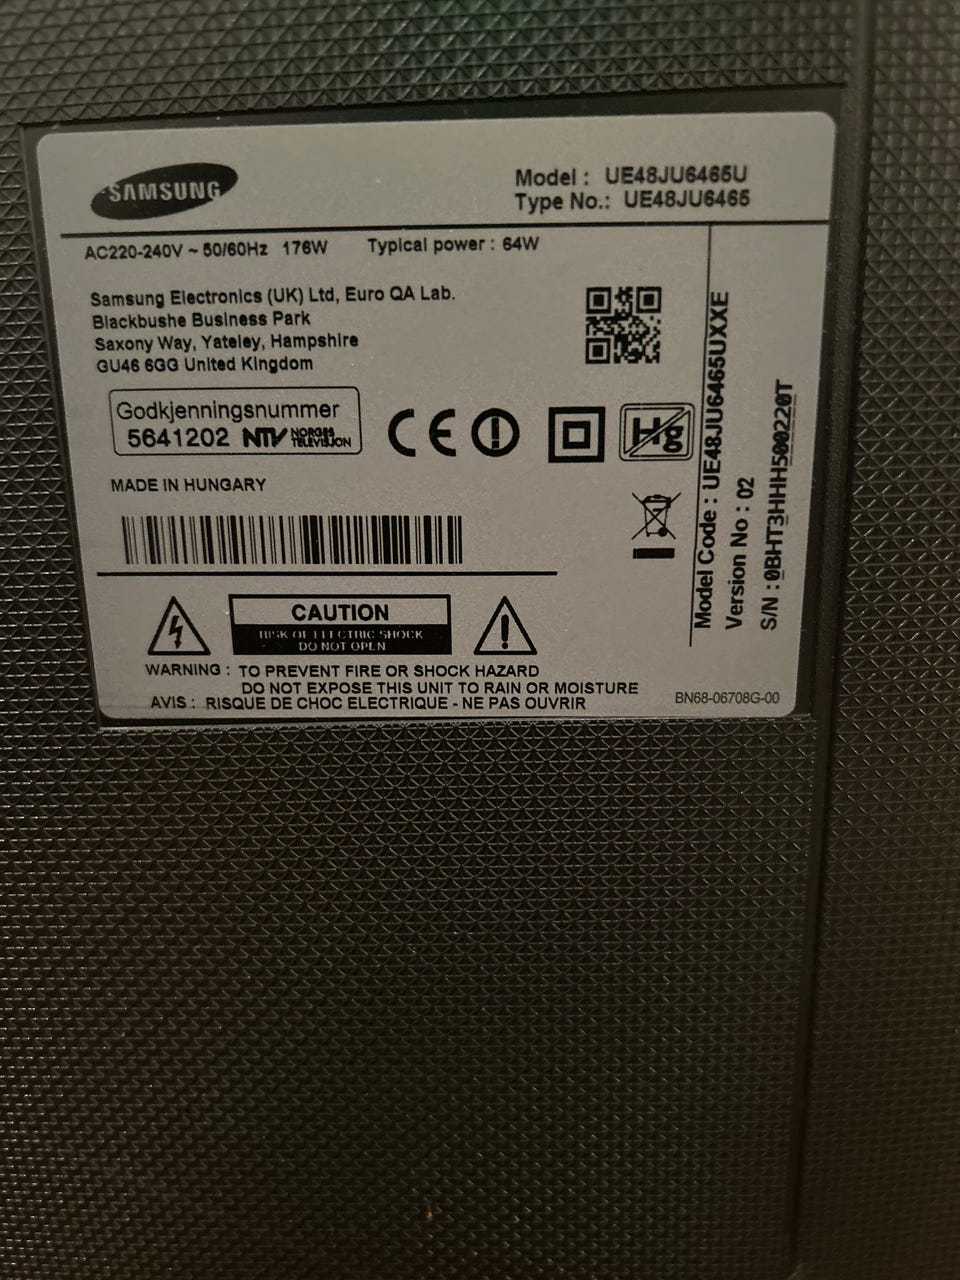 SAMSUNG
Model : UE48JU6465U
Type No.: UE48JU6465
AC220-240V ~ 50/60Hz 176W Typical power : 64W
Samsung Electronics (UK) Ltd, Euro QA Lab.
Blackbushe Business Park
Saxony Way, Yateley, Hampshire
GU46 6GG United Kingdom
Godkjenningsnummer
5641202 NTV NORGES TELEVISJON
CE
Hg
MADE IN HUNGARY
Model Code : UE48JU6465UXXE
Version No : 02
S/N : 0BHT3HHH500220T
CAUTION
RISK OF ELECTRIC SHOCK
DO NOT OPEN
WARNING : TO PREVENT FIRE OR SHOCK HAZARD
DO NOT EXPOSE THIS UNIT TO RAIN OR MOISTURE
AVIS : RISQUE DE CHOC ELECTRIQUE - NE PAS OUVRIR
BN68-06708G-00